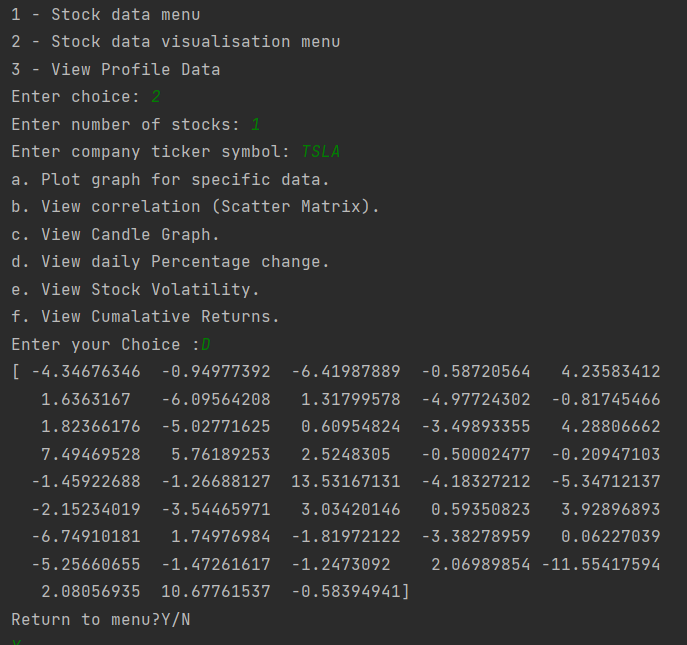 1 - Stock data menu
2 - Stock data visualisation menu
3 - View Profile Data
Enter choice: 2
Enter number of stocks: 1
Enter company ticker symbol: TSLA
a. Plot graph for specific data.
b. View correlation (Scatter Matrix).
c. View Candle Graph.
d. View daily Percentage change.
e. View Stock Volatility.
f. View Cumalative Returns.
Enter your Choice :D
[ -4.34676346  -0.94977392  -6.41987889  -0.58720564   4.23583412
   1.6363167   -6.09564208   1.31799578  -4.97724302  -0.81745466
   1.82366176  -5.02771625   0.60954824  -3.49893355   4.28806662
   7.49469528   5.76189253   2.5248305   -0.50002477  -0.20947103
  -1.45922688  -1.26688127  13.53167131  -4.18327212  -5.34712137
  -2.15234019  -3.54465971   3.03420146   0.59350823   3.92896893
  -6.74910181   1.74976984  -1.81972122  -3.38278959   0.06227039
  -5.25660655  -1.47261617  -1.2473092    2.06989854 -11.55417594
   2.08056935  10.67761537  -0.58394941]
Return to menu?Y/N